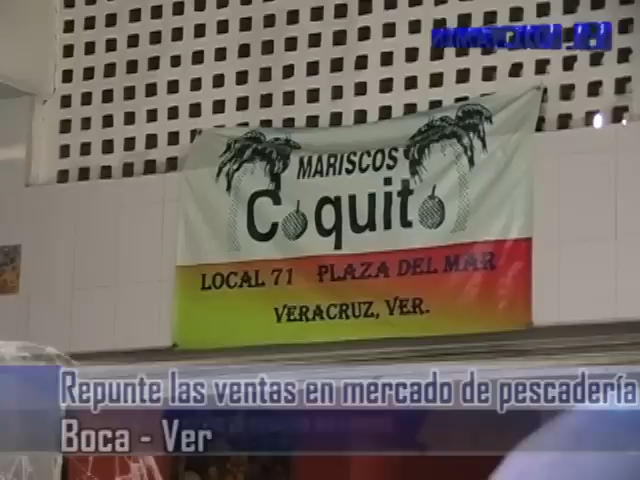 MARISCOS
Coquito
LOCAL 71 PLAZA DEL MAR
VERACRUZ, VER.
Repunte las ventas en mercado de pescadería
Boca - Ver